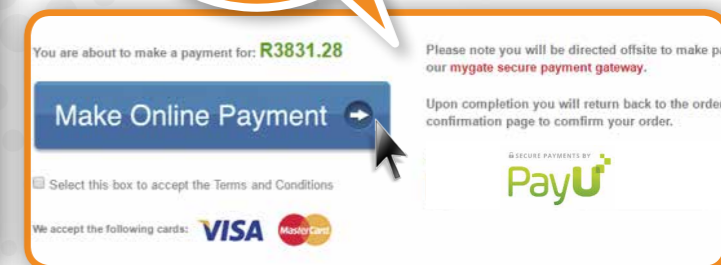 You are about to make a payment for: R3831.28
Make Online Payment
Select this box to accept the Terms and Conditions
We accept the following cards: VISA MasterCard
Please note you will be directed offsite to make
our mygate secure payment gateway.
Upon completion you will return back to the order
confirmation page to comfirm your order.
SECURE PAYMENTS BY
PayU